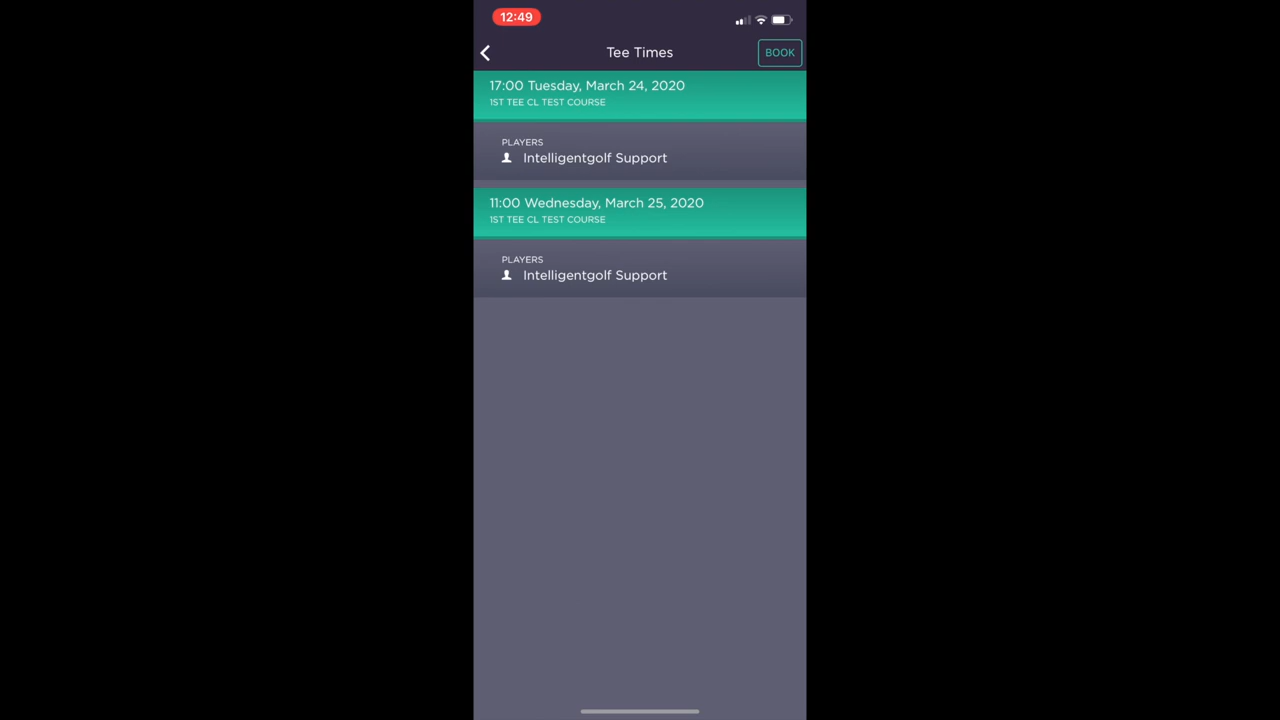 12:49
Tee Times
BOOK
17:00 Tuesday, March 24, 2020
1ST TEE CL TEST COURSE
PLAYERS
Intelligentgolf Support
11:00 Wednesday, March 25, 2020
1ST TEE CL TEST COURSE
PLAYERS
Intelligentgolf Support